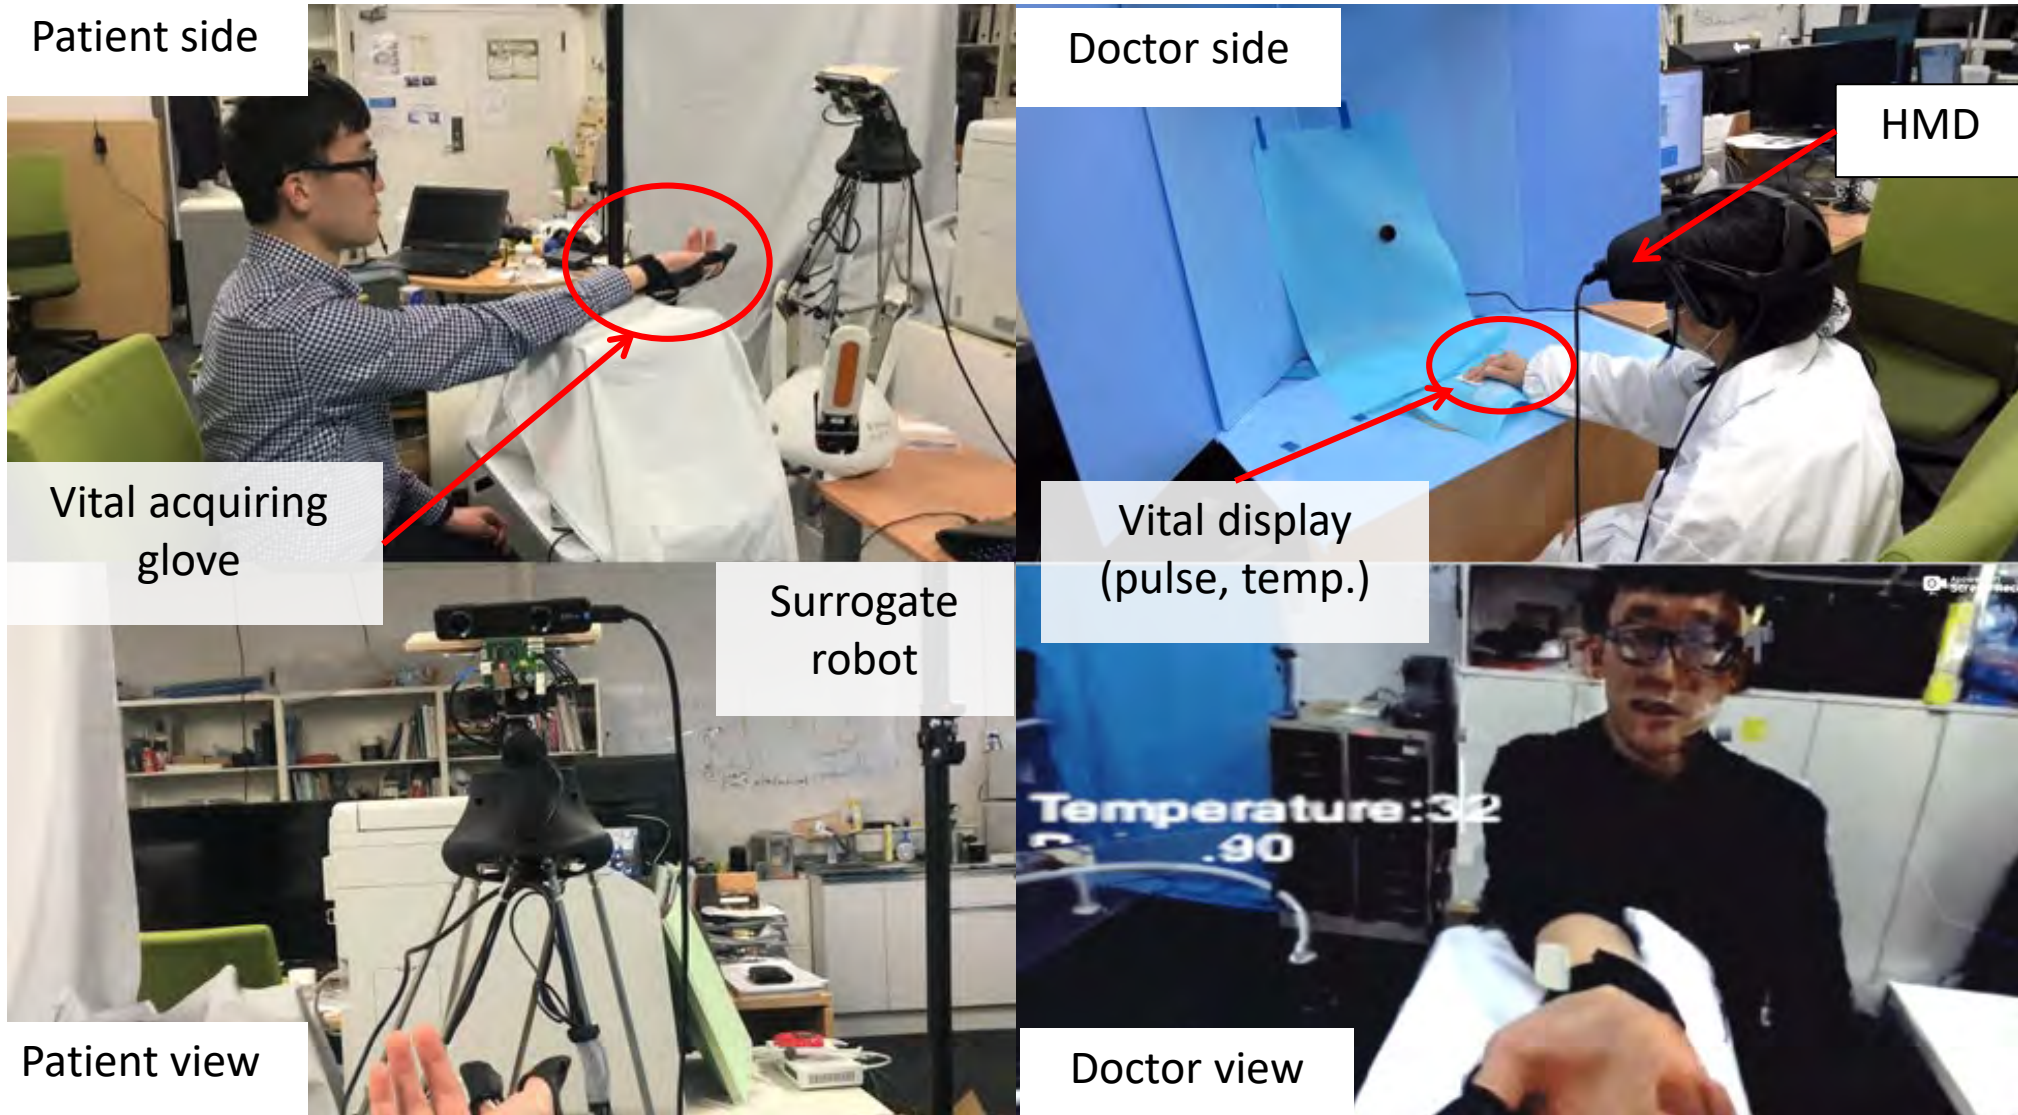 Patient side
Vital acquiring
glove
Doctor side
HMD
Vital display
(pulse, temp.)
Patient view
Surrogate
robot
Temperature:32
.90
Doctor view